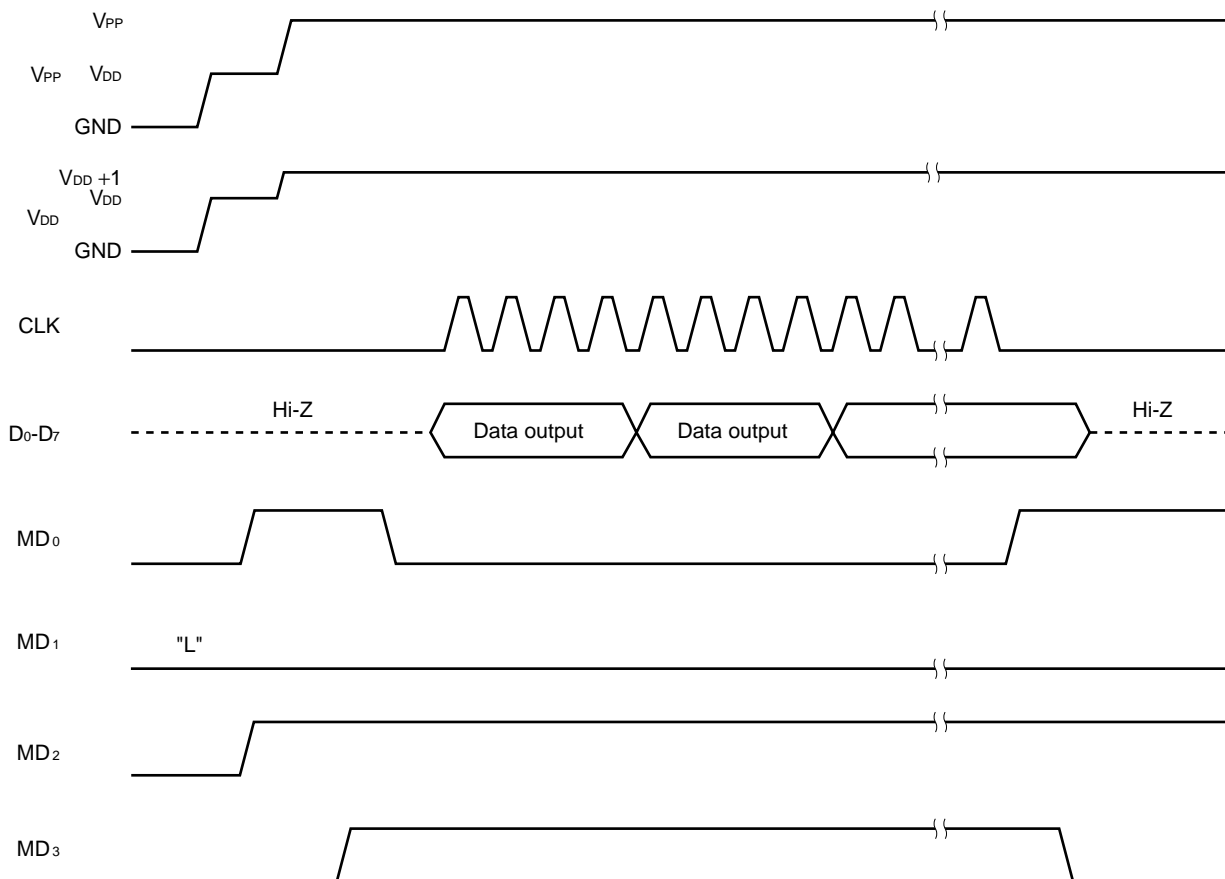 VPP
VPP VDD
GND
VDD +1
VDD
VDD
GND
CLK
Hi-Z
Hi-Z
D0-D7
Data output
Data output
MD0
MD1
"L"
MD2
MD3